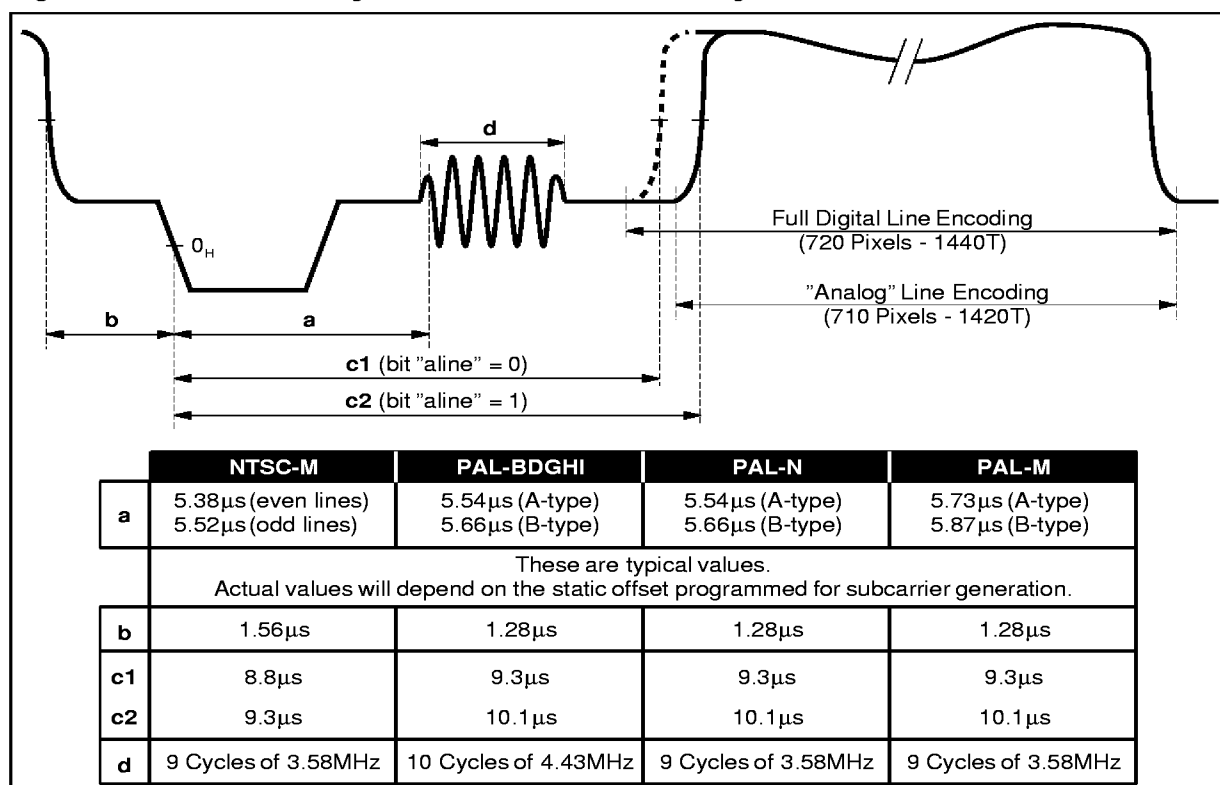 d
0H
Full Digital Line Encoding
(720 Pixels - 1440T)
"Analog" Line Encoding
(710 Pixels - 1420T)
b
a
c1 (bit "aline" = 0)
c2 (bit "aline" = 1)
NTSC-M PAL-BDGHI PAL-N PAL-M
a
5.38µs (even lines) 5.54µs (A-type) 5.54µs (A-type) 5.73µs (A-type)
5.52µs (odd lines) 5.66µs (B-type) 5.66µs (B-type) 5.87µs (B-type)
These are typical values.
Actual values will depend on the static offset programmed for subcarrier generation.
b 1.56µs 1.28µs 1.28µs 1.28µs
c1 8.8µs 9.3µs 9.3µs 9.3µs
c2 9.3µs 10.1µs 10.1µs 10.1µs
d 9 Cycles of 3.58MHz 10 Cycles of 4.43MHz 9 Cycles of 3.58MHz 9 Cycles of 3.58MHz